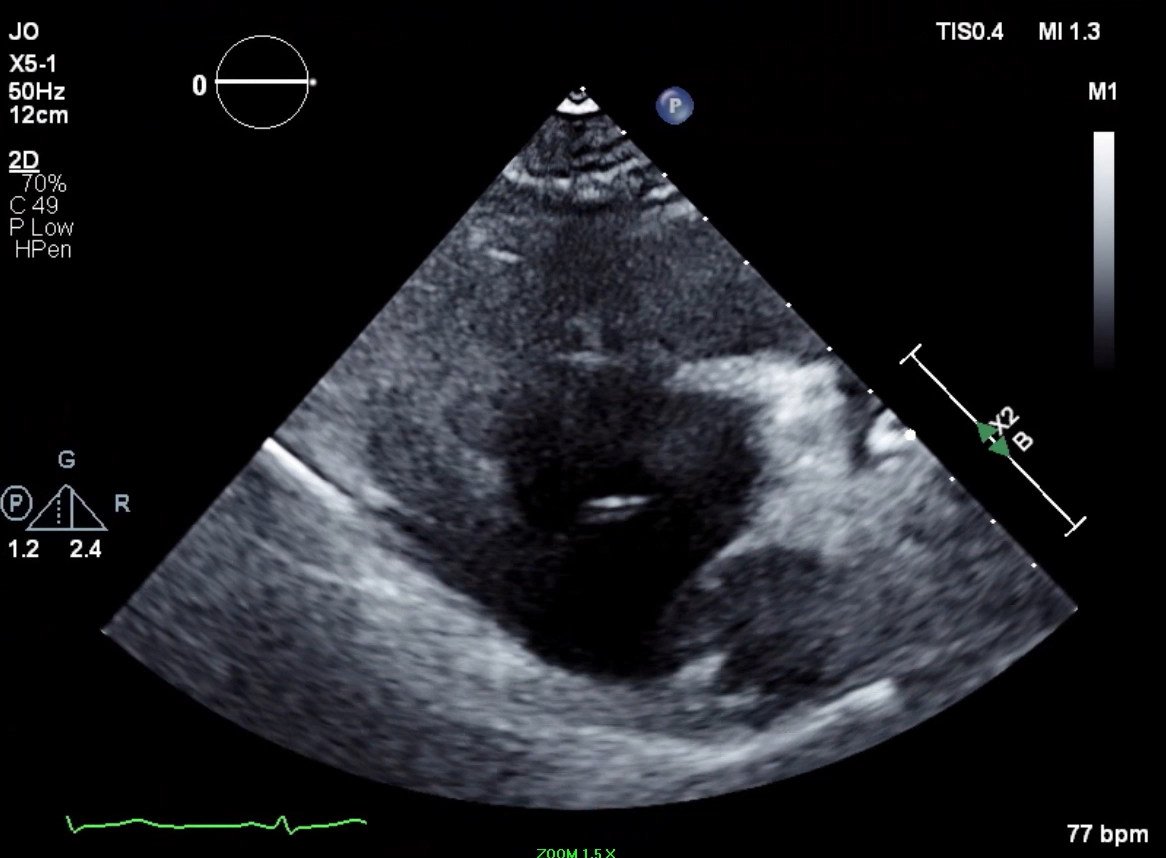 JO
X5-1
50Hz
12cm
2D
70%
C 49
P Low
HPen
0
P
TIS0.4 MI 1.3
M1
X2
B
G
P R
1.2 2.4
77 bpm
ZOOM 1.5 X